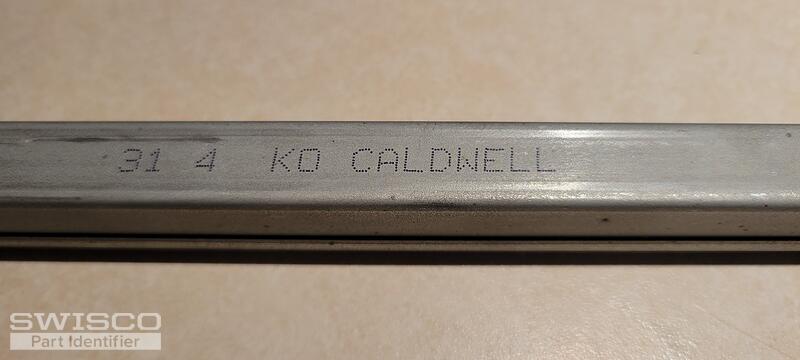 31 4 KO CALDWELL
SWISCO
Part Identifier